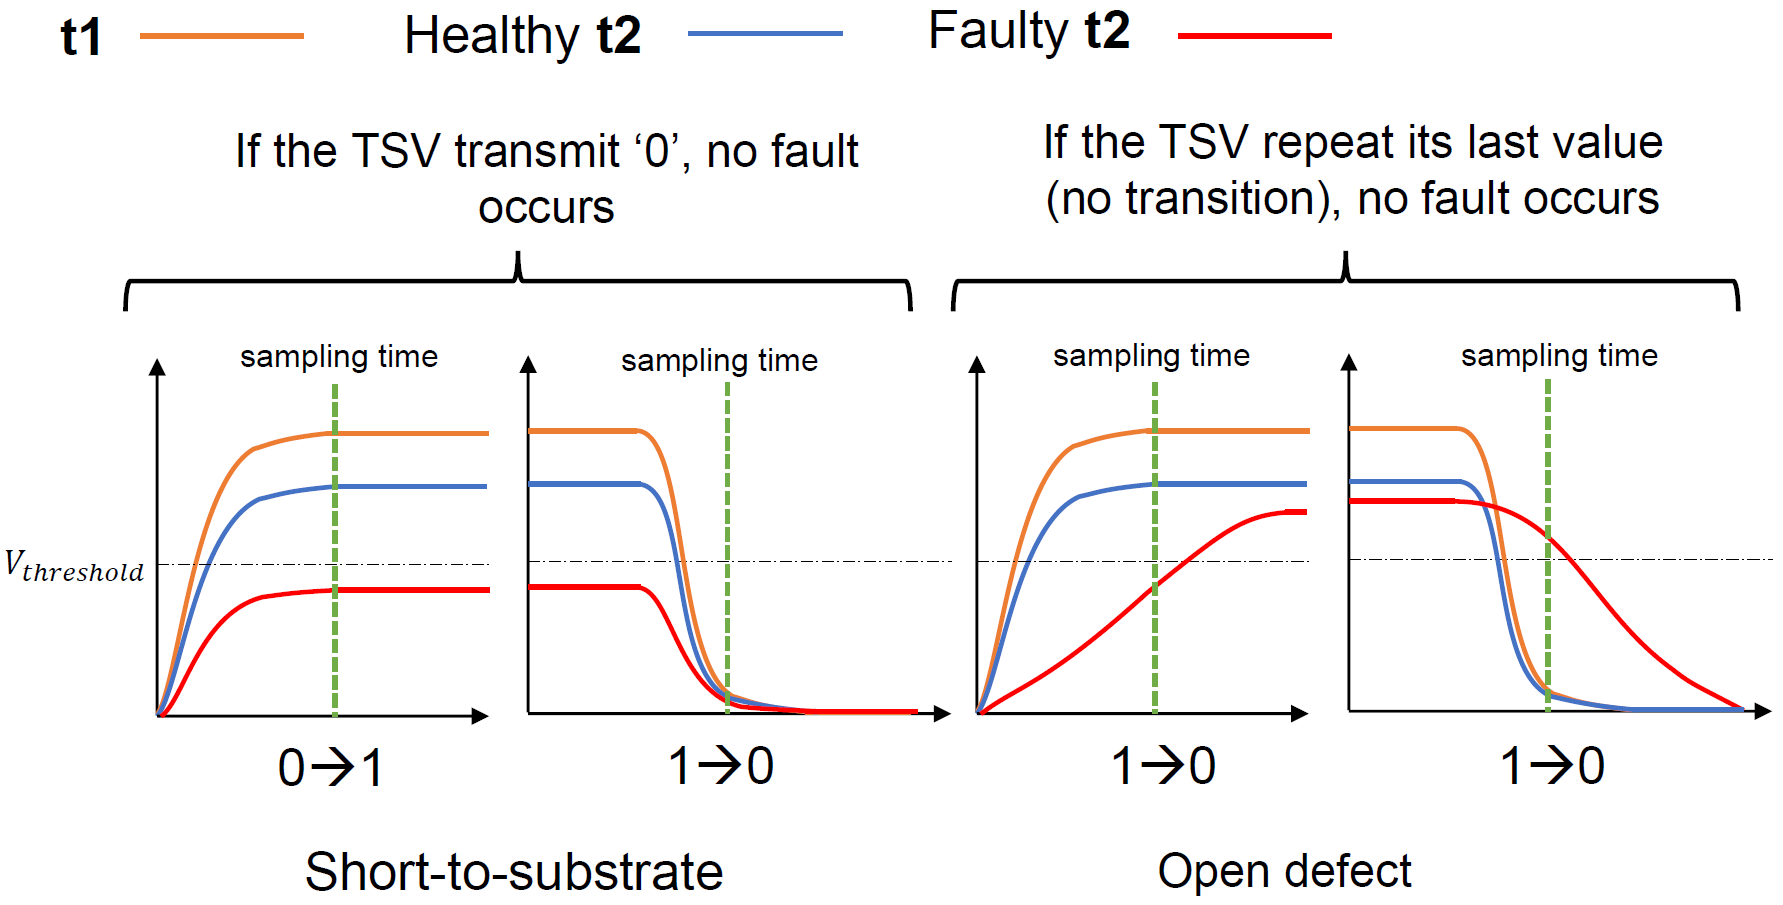 t1 Healthy t2 Faulty t2
If the TSV transmit ‘0’, no fault
occurs
If the TSV repeat its last value
(no transition), no fault occurs
sampling time
sampling time
sampling time
sampling time
Vthreshold
0→1
1→0
1→0
1→0
Short-to-substrate
Open defect